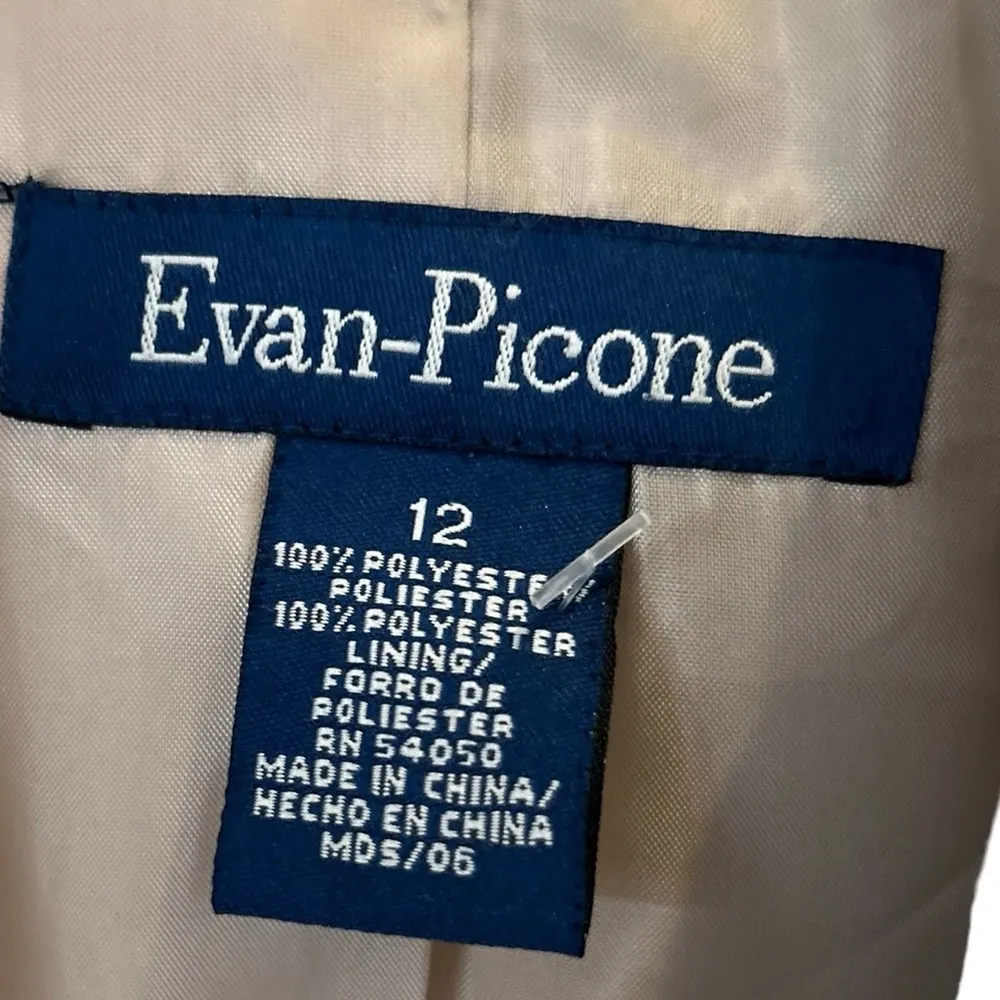 Evan-Picone
12
100% POLYESTE
POLIESTER
100% POLYESTER
LINING/
FORRO DE
POLIESTER
RN 54050
MADE IN CHINA/
HECHO EN CHINA
MDS/06